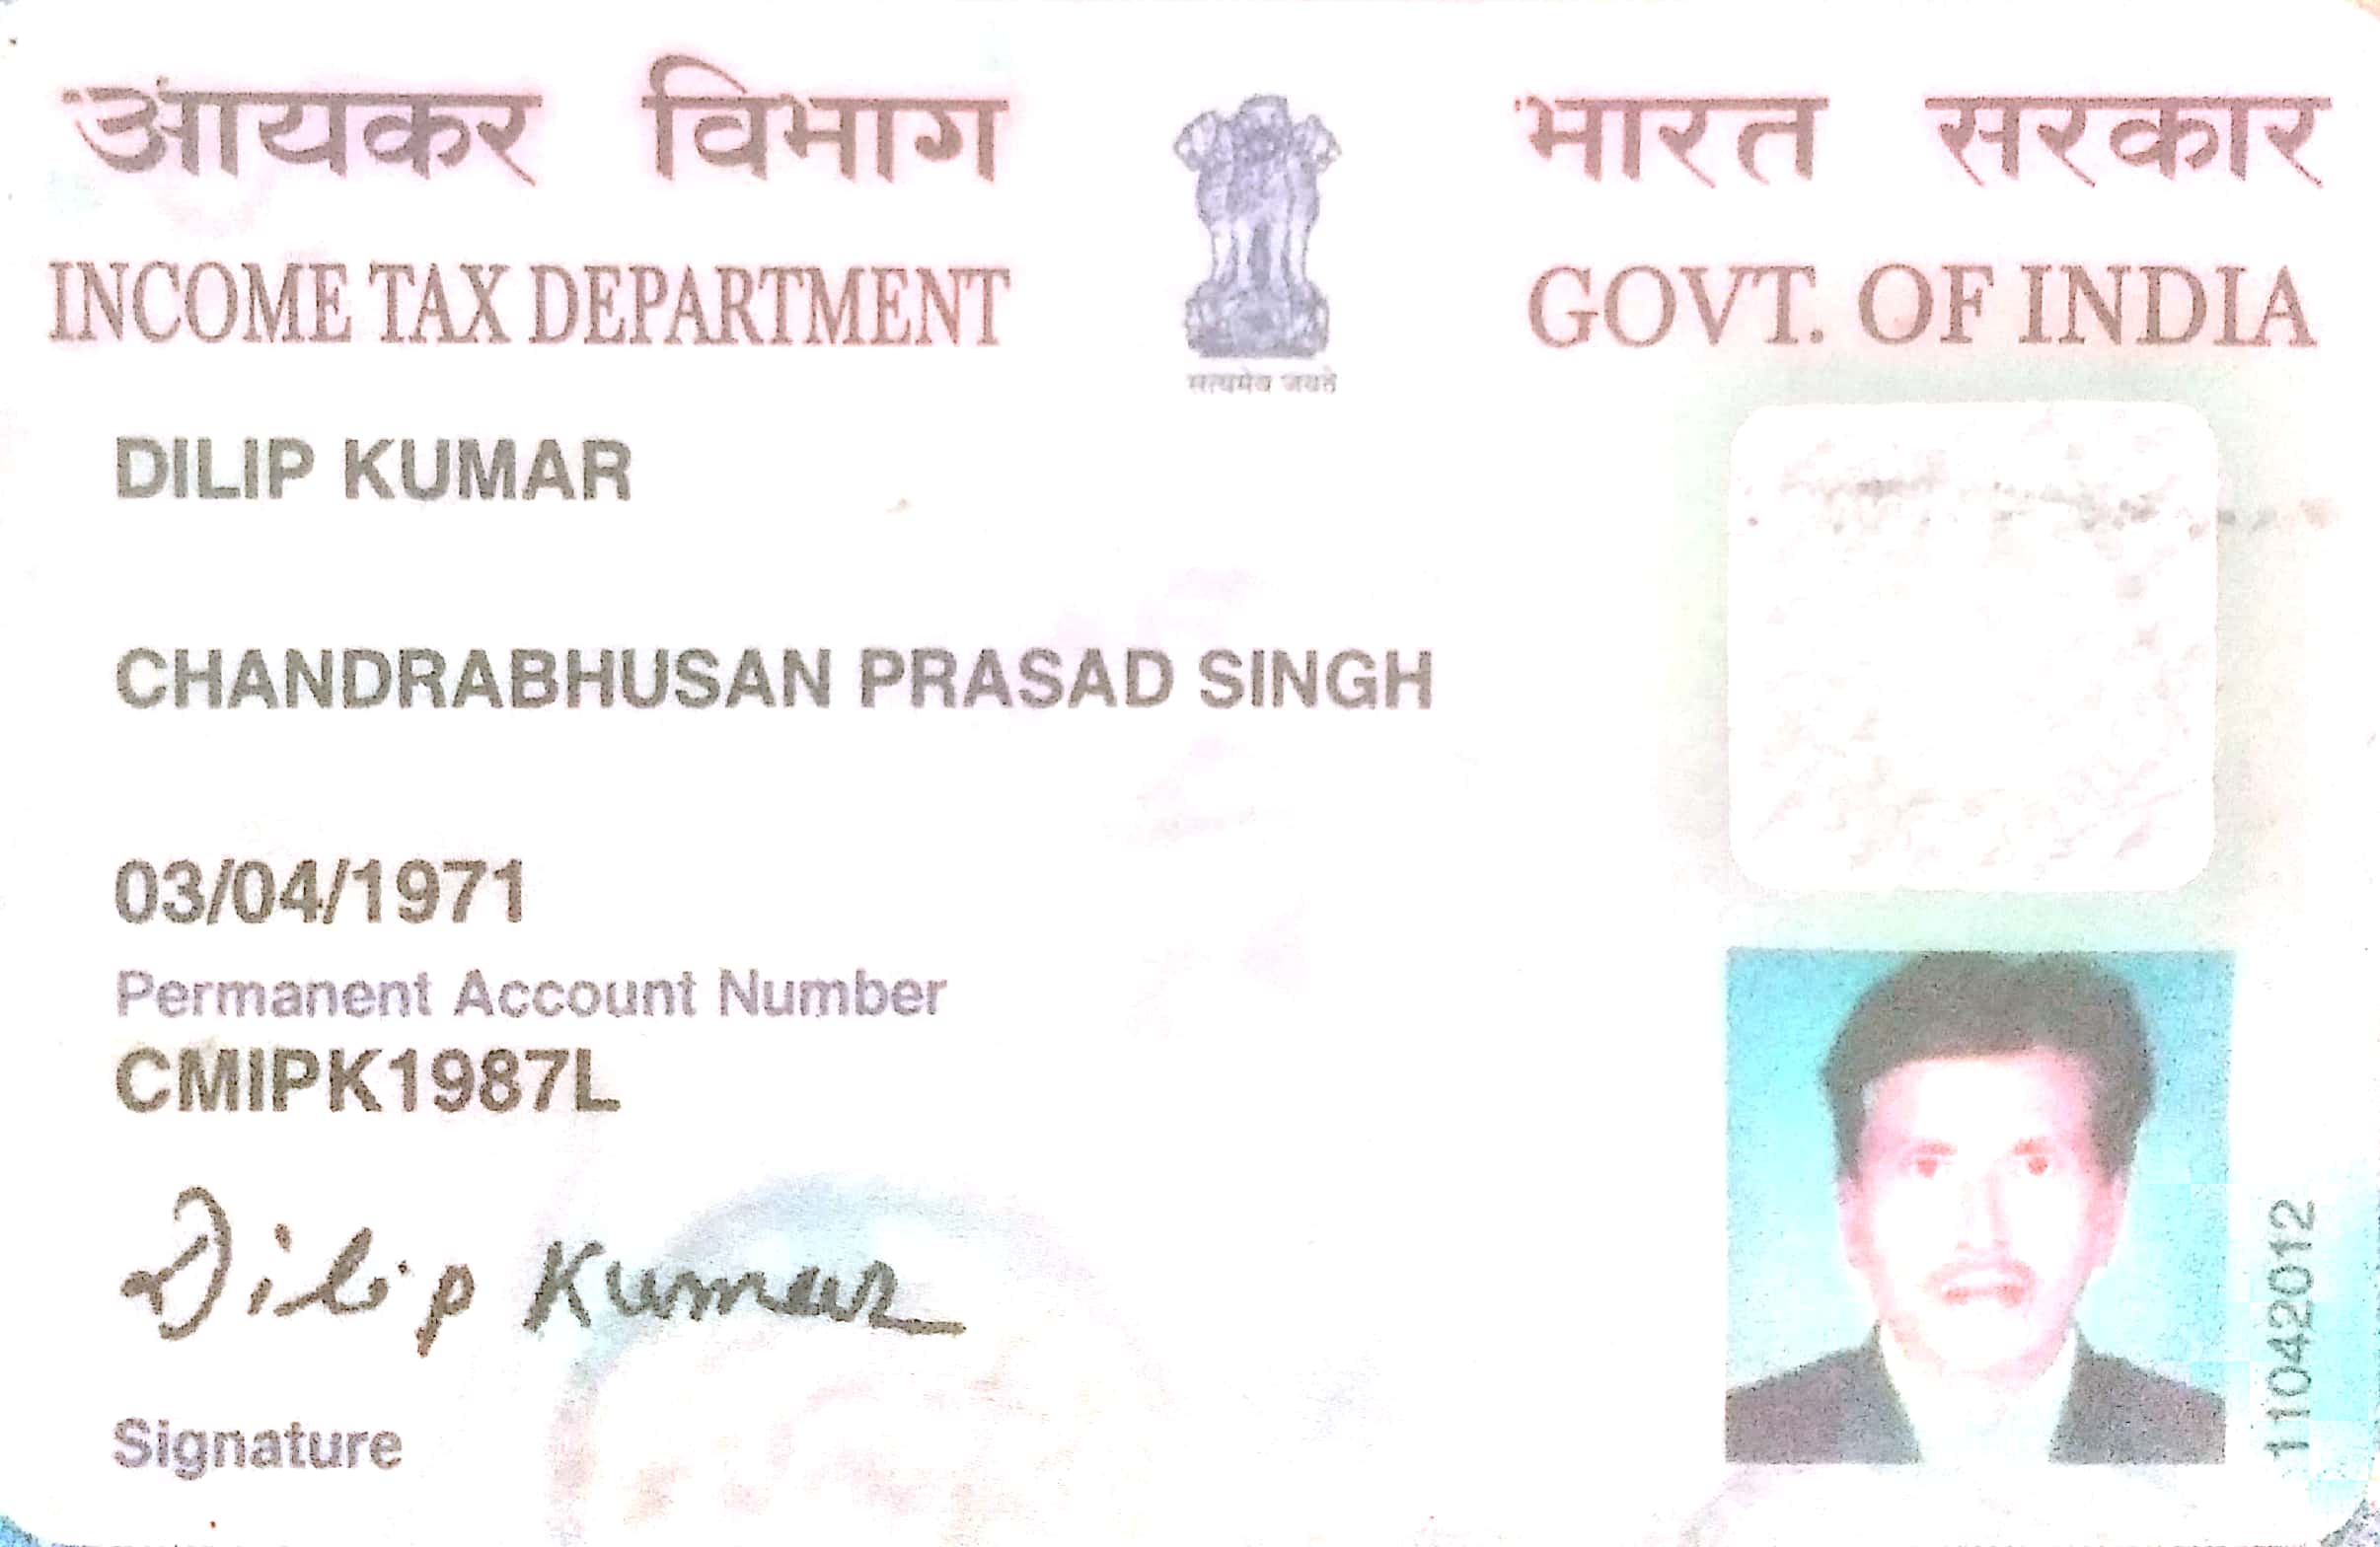 आयकर विभाग
INCOME TAX DEPARTMENT
सत्यमेव जयते
भारत सरकार
GOVT. OF INDIA
DILIP KUMAR
CHANDRABHUSAN PRASAD SINGH
03/04/1971
Permanent Account Number
CMIPK1987L
Dilip Kumar
Signature
11042012